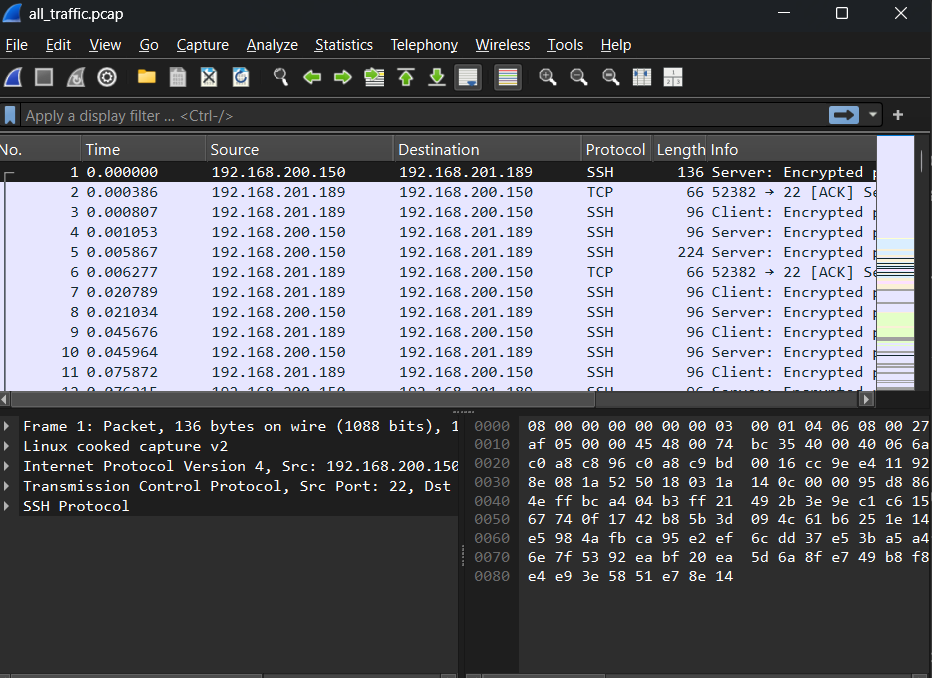 all_traffic.pcap
File Edit View Go Capture Analyze Statistics Telephony Wireless Tools Help
Apply a display filter ... <Ctrl-/>
No. Time Source Destination Protocol Length Info
1 0.000000 192.168.200.150 192.168.201.189 SSH 136 Server: Encrypted p
2 0.000386 192.168.201.189 192.168.200.150 TCP 66 52382 → 22 [ACK] Se
3 0.000807 192.168.201.189 192.168.200.150 SSH 96 Client: Encrypted p
4 0.001053 192.168.200.150 192.168.201.189 SSH 96 Server: Encrypted p
5 0.005867 192.168.200.150 192.168.201.189 SSH 224 Server: Encrypted p
6 0.006277 192.168.201.189 192.168.200.150 TCP 66 52382 → 22 [ACK] Se
7 0.020789 192.168.201.189 192.168.200.150 SSH 96 Client: Encrypted p
8 0.021034 192.168.200.150 192.168.201.189 SSH 96 Server: Encrypted p
9 0.045676 192.168.201.189 192.168.200.150 SSH 96 Client: Encrypted p
10 0.045964 192.168.200.150 192.168.201.189 SSH 96 Server: Encrypted p
11 0.075872 192.168.201.189 192.168.200.150 SSH 96 Client: Encrypted p
Frame 1: Packet, 136 bytes on wire (1088 bits), 1
Linux cooked capture v2
Internet Protocol Version 4, Src: 192.168.200.150
Transmission Control Protocol, Src Port: 22, Dst
SSH Protocol
0000 08 00 00 00 00 00 00 03 00 01 04 06 08 00 27
0010 af 05 00 00 45 48 00 74 bc 35 40 00 40 06 6a
0020 c0 a8 c8 96 c0 a8 c9 bd 00 16 cc 9e e4 11 92
0030 8e 08 1a 52 50 18 03 1a 14 0c 00 00 95 d8 86
0040 4e ff bc a4 04 b3 ff 21 49 2b 3e 9e c1 c6 15
0050 67 74 0f 17 42 b8 5b 3d 09 4c 61 b6 25 1e 14
0060 e5 98 4a fb ca 95 e2 ef 6c dd 37 e5 3b a5 a4
0070 6e 7f 53 92 ea bf 20 ea 5d 6a 8f e7 49 b8 f8
0080 e4 e9 3e 58 51 e7 8e 14